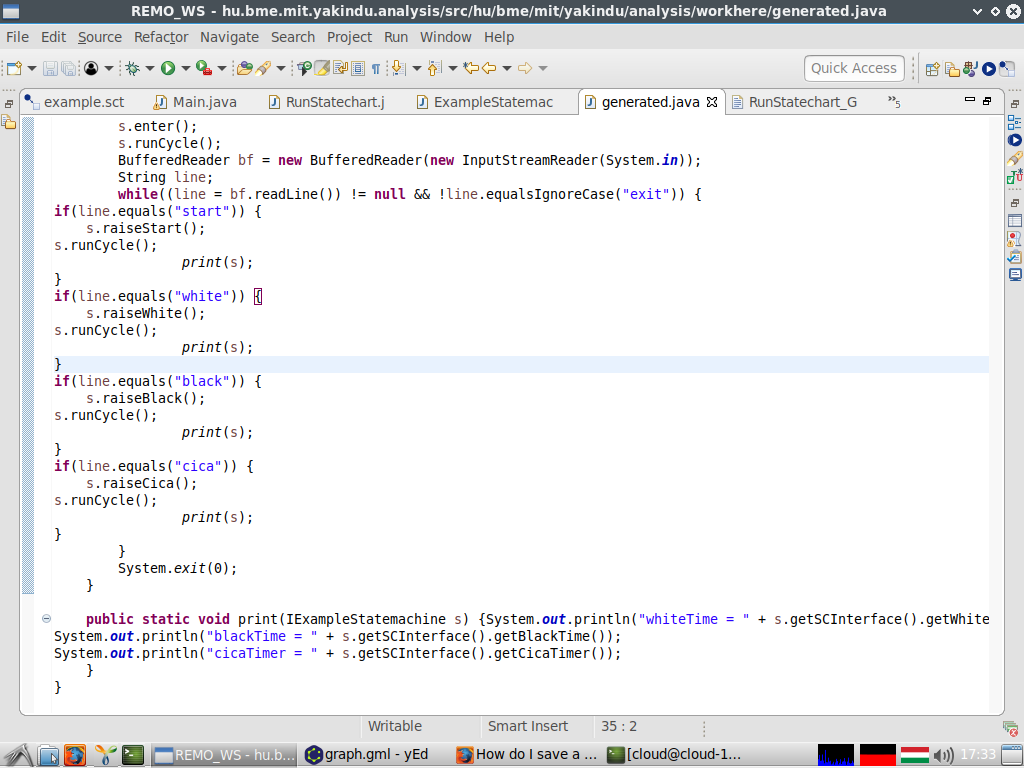 REMO_WS - hu.bme.mit.yakindu.analysis/src/hu/bme/mit/yakindu/analysis/workhere/generated.java
File Edit Source Refactor Navigate Search Project Run Window Help
Quick Access
example.sct Main.java RunStatechart.j ExampleStatemac generated.java RunStatechart_G »5
s.enter();
s.runCycle();
BufferedReader bf = new BufferedReader(new InputStreamReader(System.in));
String line;
while((line = bf.readLine()) != null && !line.equalsIgnoreCase("exit")) {
if(line.equals("start")) {
s.raiseStart();
s.runCycle();
print(s);
}
if(line.equals("white")) {
s.raiseWhite();
s.runCycle();
print(s);
}
if(line.equals("black")) {
s.raiseBlack();
s.runCycle();
print(s);
}
if(line.equals("cica")) {
s.raiseCica();
s.runCycle();
print(s);
}
}
System.exit(0);
}
public static void print(IExampleStatemachine s) {System.out.println("whiteTime = " + s.getSCInterface().getWhite
System.out.println("blackTime = " + s.getSCInterface().getBlackTime());
System.out.println("cicaTimer = " + s.getSCInterface().getCicaTimer());
}
}
Writable Smart Insert 35 : 2
REMO_WS - hu.b... graph.gml - yEd How do I save a ... [cloud@cloud-1... 17:33